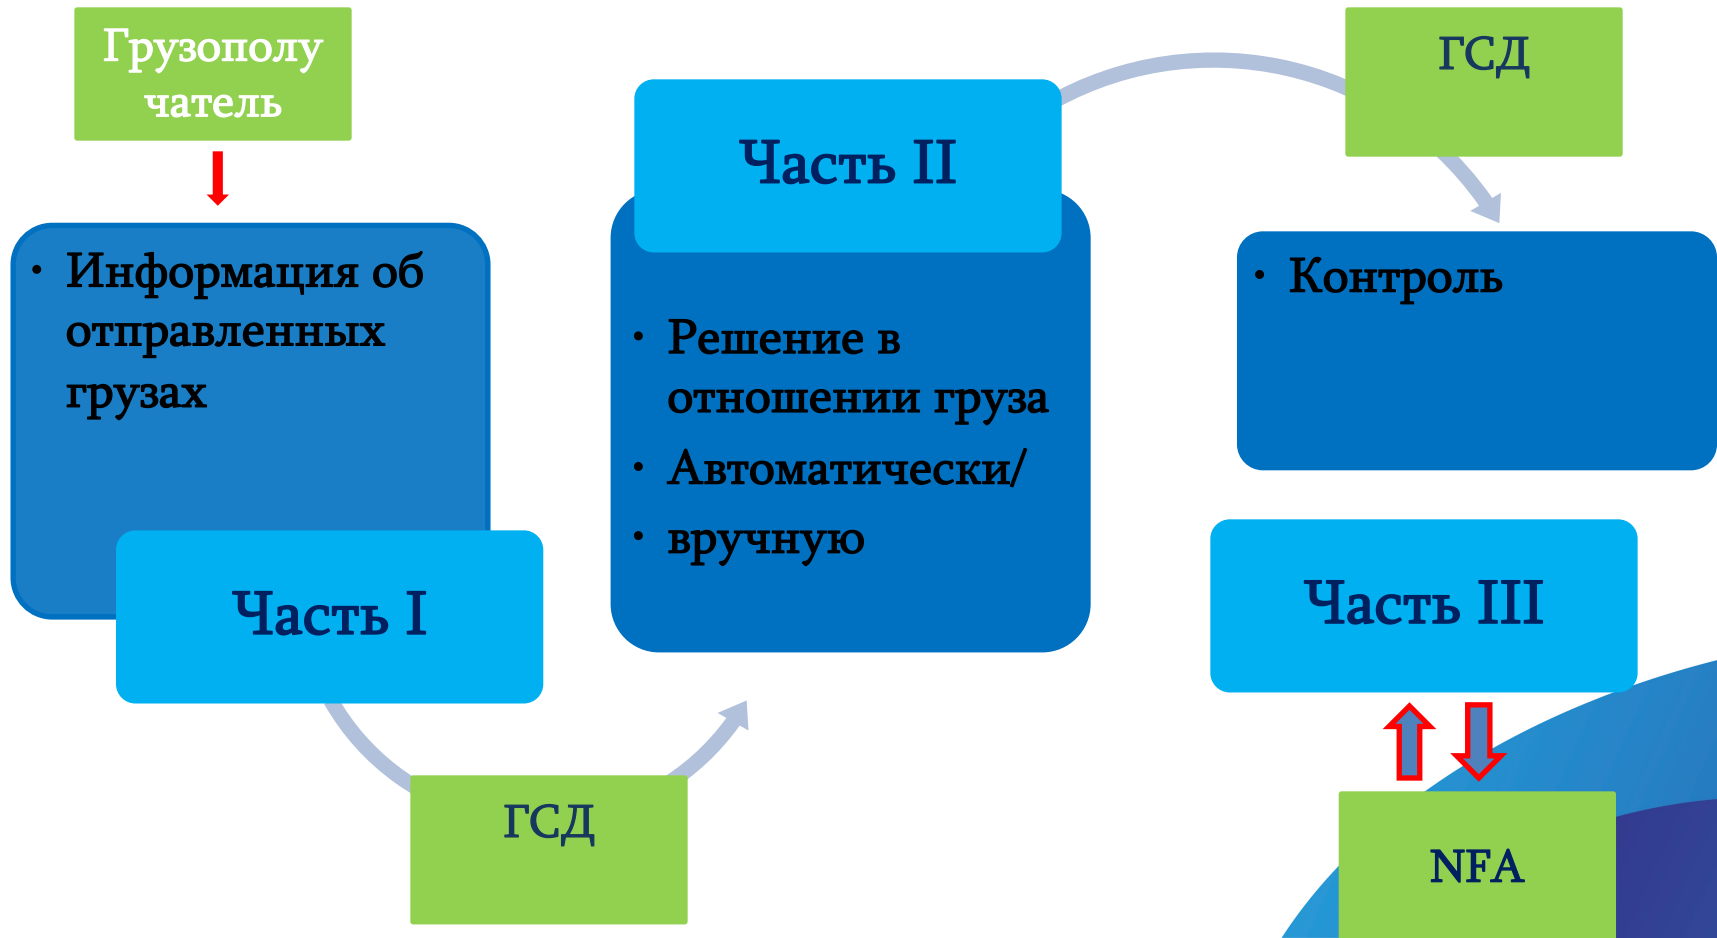 Грузополу
чатель
• Информация об
отправленных
грузах
Часть I
ГСД
Часть II
• Решение в
отношении груза
• Автоматически/
• вручную
ГСД
• Контроль
Часть III
NFA